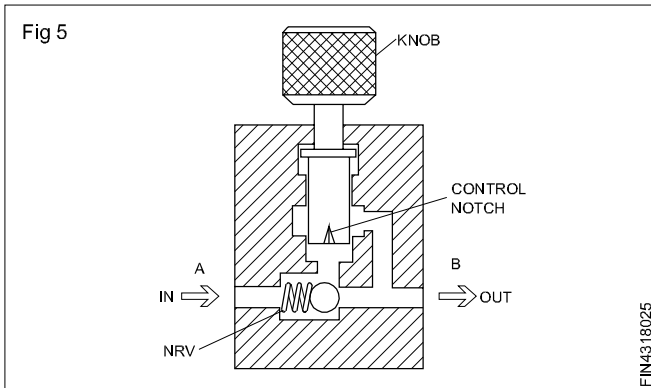 Fig 5
KNOB
CONTROL
NOTCH
A
B
IN
OUT
NRV
FIN4318025